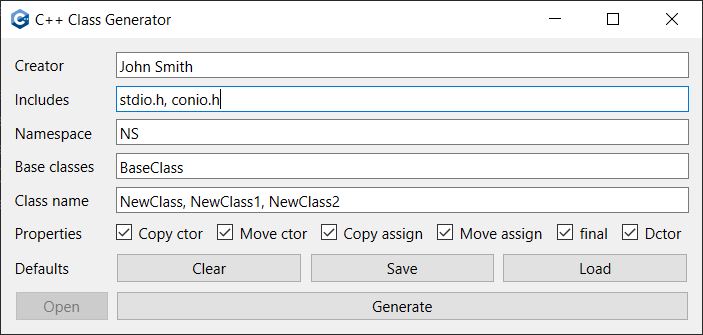 C++ Class Generator
Creator John Smith
Includes stdio.h, conio.h
Namespace NS
Base classes BaseClass
Class name NewClass, NewClass1, NewClass2
Properties Copy ctor Move ctor Copy assign Move assign final Dctor
Defaults Clear Save Load
Open Generate